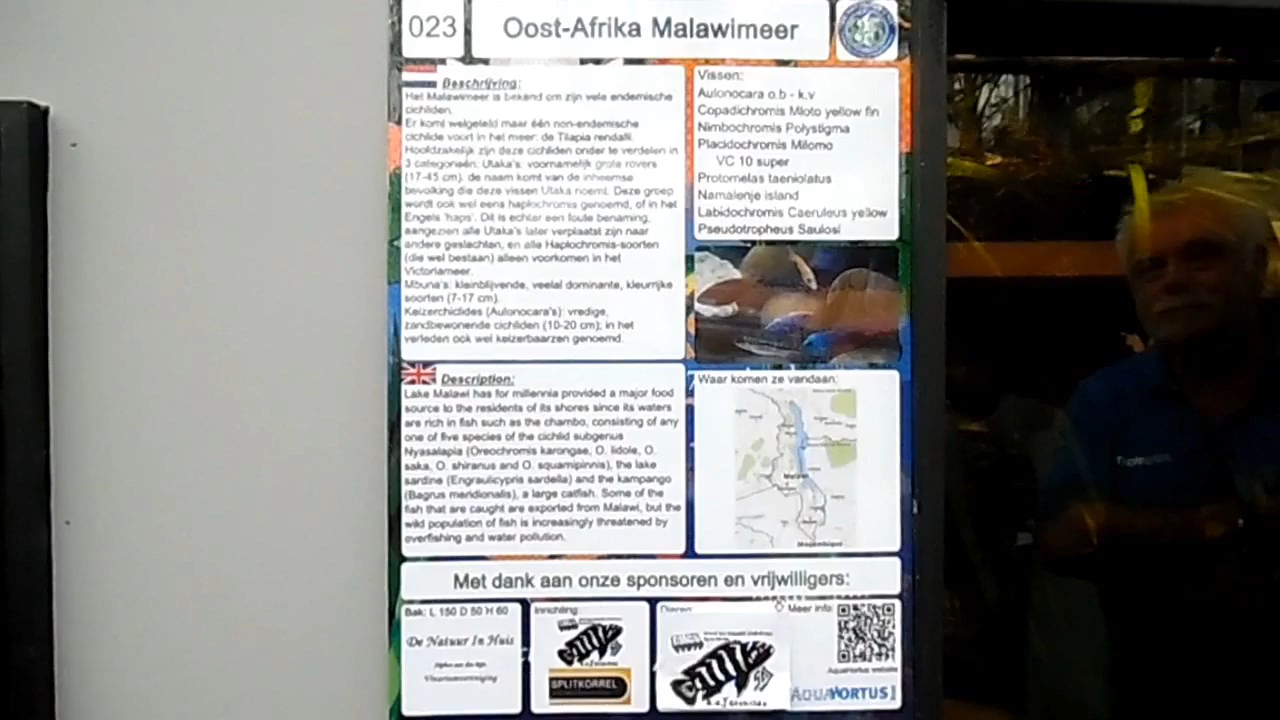 023
Oost-Afrika Malawimeer
Beschrijving:
Het Malawimeer is bekend om zijn vele endemische
cichliden.
Er komt welgeteld maar één non-endemische
cichlide voort in het meer: de Tilapia rendalli.
Hoofdzakelijk zijn deze cichliden onder te verdelen in
3 categorieën: Utaka's: voornamelijk grote rovers
(17-45 cm). de naam komt van de inheemse
bevolking die deze vissen Utaka noemt. Deze groep
wordt ook wel eens haplochromis genoemd, of in het
Engels 'haps'. Dit is echter een foute benaming,
aangezien alle Utaka's later verplaatst zijn naar
andere geslachten, en alle Haplochromis-soorten
(die wel bestaan) alleen voorkomen in het
Victoriameer.
Mbuna's: kleinblijvende, veelal dominante, kleurrijke
soorten (7-17 cm).
Keizerchiclides (Aulonocara's): vredige,
zandbewonende cichliden (10-20 cm); in het
verleden ook wel keizerbaarzen genoemd.
Vissen:
Aulonocara o.b - k.v
Copadichromis Mloto yellow fin
Nimbochromis Polystigma
Placidochromis Milomo
VC 10 super
Protomelas taeniolatus
Namalenje island
Labidochromis Caeruleus yellow
Pseudotropheus Saulosi
Description:
Lake Malawi has for millennia provided a major food
source to the residents of its shores since its waters
are rich in fish such as the chambo, consisting of any
one of five species of the cichlid subgenus
Nyasalapia (Oreochromis karongae, O. lidole, O.
saka, O. shiranus and O. squamipinnis), the lake
sardine (Engraulicypris sardella) and the kampango
(Bagrus meridionalis), a large catfish. Some of the
fish that are caught are exported from Malawi, but the
wild population of fish is increasingly threatened by
overfishing and water pollution.
Waar komen ze vandaan:
Malawi
Mozambique
Met dank aan onze sponsoren en vrijwilligers:
Bak: L 150 D 50 H 60
De Natuur In Huis
Alphen aan den Rijn
Vivariumvereniging
Inrichting:
SPLITKORREL
Dieren:
Meer info:
AquaHortus website
AQUAHORTUS